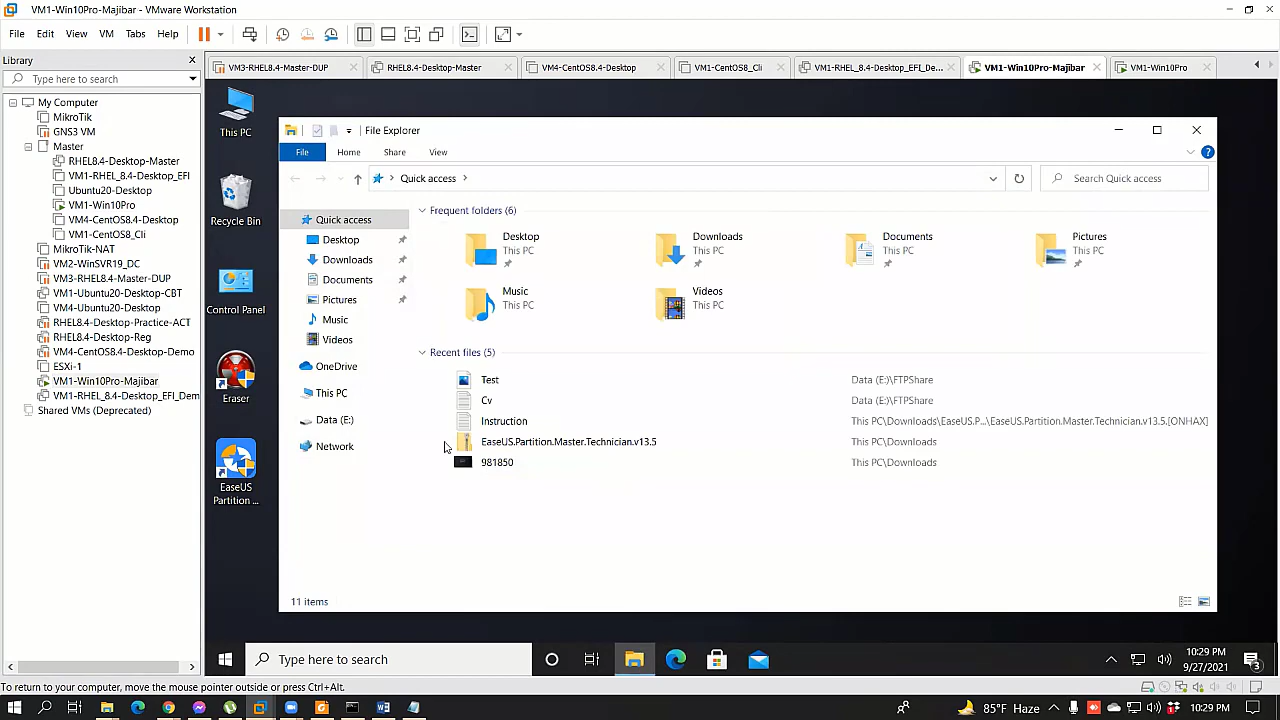 VM1-Win10Pro-Majibar - VMware Workstation
File Edit View VM Tabs Help
Library
Type here to search
My Computer
MikroTik
GNS3 VM
Master
RHEL8.4-Desktop-Master
VM1-RHEL_8.4-Desktop_EFI
Ubuntu20-Desktop
VM1-Win10Pro
VM4-CentOS8.4-Desktop
VM1-CentOS8_Cli
MikroTik-NAT
VM2-WinSVR19_DC
VM3-RHEL8.4-Master-DUP
VM1-Ubuntu20-Desktop-CBT
VM4-Ubuntu20-Desktop
RHEL8.4-Desktop-Practice-ACT
RHEL8.4-Desktop-Reg
VM4-CentOS8.4-Desktop-Demo
ESXi-1
VM1-Win10Pro-Majibar
VM1-RHEL_8.4-Desktop_EFI_Dem
Shared VMs (Deprecated)
VM3-RHEL8.4-Master-DUP RHEL8.4-Desktop-Master VM4-CentOS8.4-Desktop VM1-CentOS8_Cli VM1-RHEL_8.4-Desktop_EFI_De... VM1-Win10Pro-Majibar VM1-Win10Pro
This PC
Recycle Bin
Control Panel
Eraser
EaseUS
Partition ...
File Explorer
File Home Share View
Quick access
Search Quick access
Quick access
Desktop
Downloads
Documents
Pictures
Music
Videos
OneDrive
This PC
Data (E:)
Network
Frequent folders (6)
Desktop
This PC
Downloads
This PC
Documents
This PC
Pictures
This PC
Music
This PC
Videos
This PC
Recent files (5)
Test Data (E:)\FTPShare
Cv Data (E:)\FTPShare
Instruction This PC\Downloads\EaseUS.P...\EaseUS.Partition.Master.Technician.v13.5.[ONHAX]
EaseUS.Partition.Master.Technician.v13.5 This PC\Downloads
981850 This PC\Downloads
11 items
Type here to search
10:29 PM
9/27/2021
3
To return to your computer, move the mouse pointer outside or press Ctrl+Alt.
85°F Haze
10:29 PM